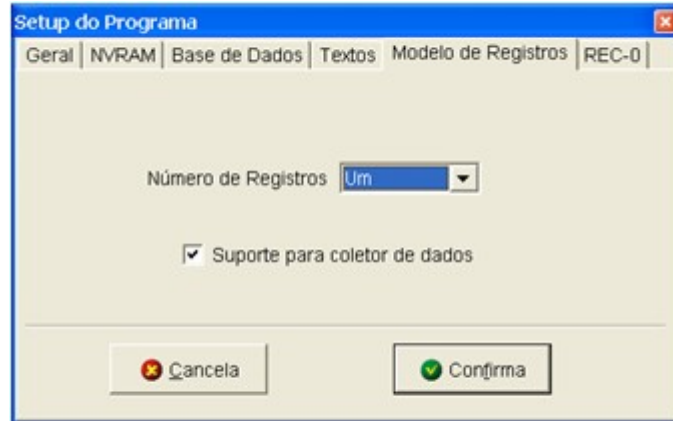 Setup do Programa
Geral NVRAM Base de Dados Textos Modelo de Registros REC-0
Número de Registros Um
Suporte para coletor de dados
Cancela Confirma